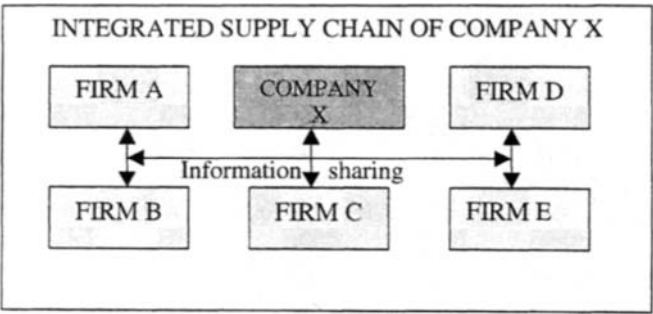 INTEGRATED SUPPLY CHAIN OF COMPANY X
FIRM A
COMPANY
X
FIRM D
Information sharing
FIRM B
FIRM C
FIRM E